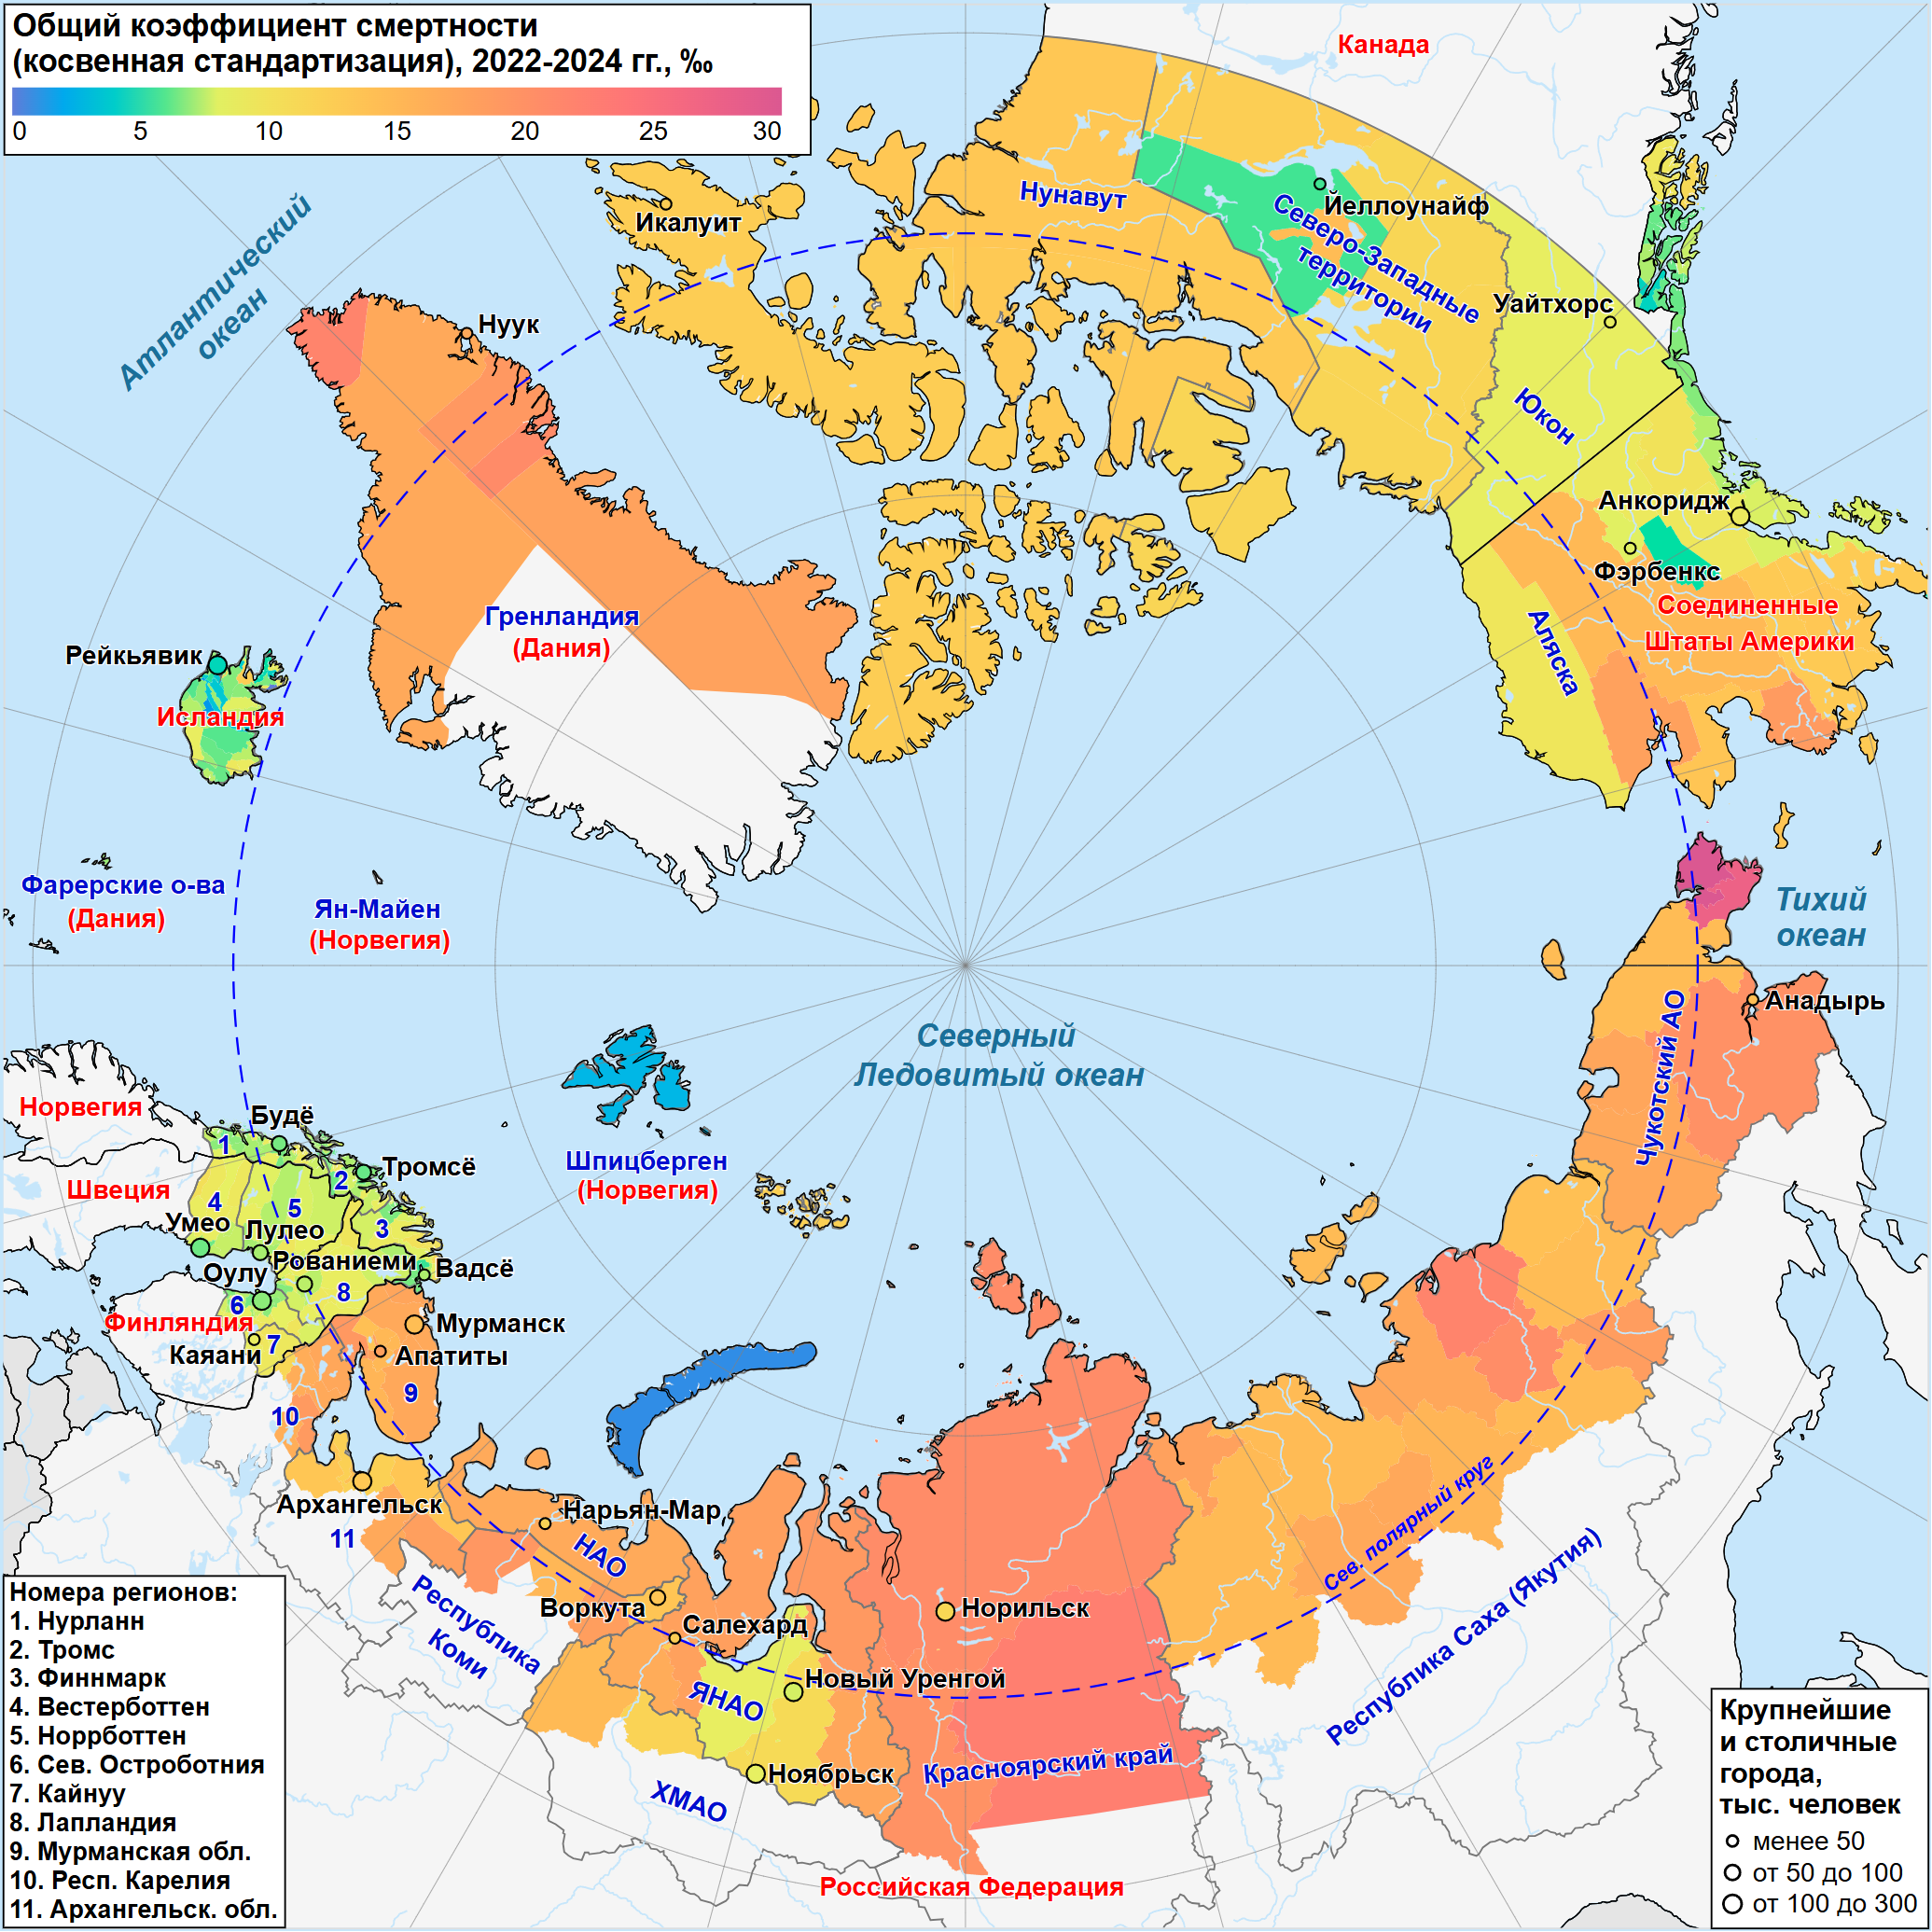 Общий коэффициент смертности
(косвенная стандартизация), 2022-2024 гг., ‰
0 5 10 15 20 25 30
Канада
Атлантический
океан
Икалуит
Нунавут
Йеллоунайф
Северо-Западные
территории
Уайтхорс
Юкон
Нуук
Анкоридж
Фэрбенкс
Соединенные
Штаты Америки
Аляска
Гренландия
(Дания)
Рейкьявик
Исландия
Фарерские о-ва
(Дания)
Ян-Майен
(Норвегия)
Тихий
океан
Анадырь
Чукотский АО
Северный
Ледовитый океан
Шпицберген
(Норвегия)
Норвегия
Будё
1
Тромсё
2
Швеция
4
5
3
Умео
Лулео
Рованиеми
Вадсё
Оулу
8
6
Финляндия
7
Каяани
Мурманск
Апатиты
9
10
Архангельск
11
Нарьян-Мар
НАО
Воркута
Республика
Коми
Салехард
Норильск
Новый Уренгой
ЯНАО
Ноябрьск
ХМАО
Красноярский край
Сев. полярный круг
Республика Саха (Якутия)
Российская Федерация
Номера регионов:
1. Нурланн
2. Тромс
3. Финнмарк
4. Вестерботтен
5. Норрботтен
6. Сев. Остроботния
7. Кайнуу
8. Лапландия
9. Мурманская обл.
10. Респ. Карелия
11. Архангельск. обл.
Крупнейшие
и столичные
города,
тыс. человек
менее 50
от 50 до 100
от 100 до 300